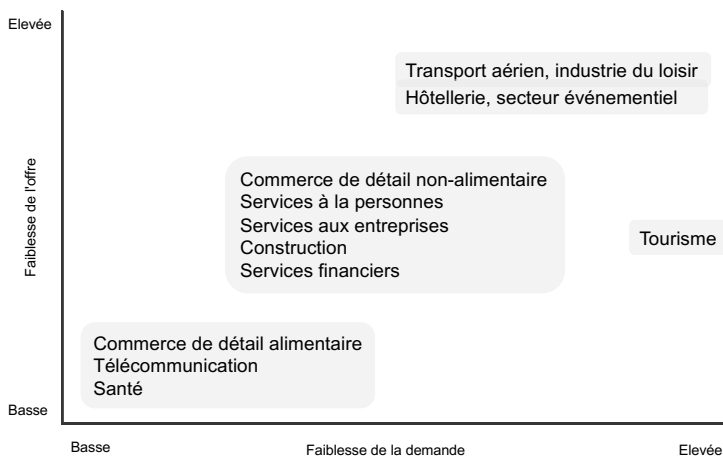 Elevée
Transport aérien, industrie du loisir
Hôtellerie, secteur événementiel
Faiblesse de l'offre
Commerce de détail non-alimentaire
Services à la personnes
Services aux entreprises
Construction
Services financiers
Tourisme
Commerce de détail alimentaire
Télécommunication
Santé
Basse
Basse
Faiblesse de la demande
Elevée